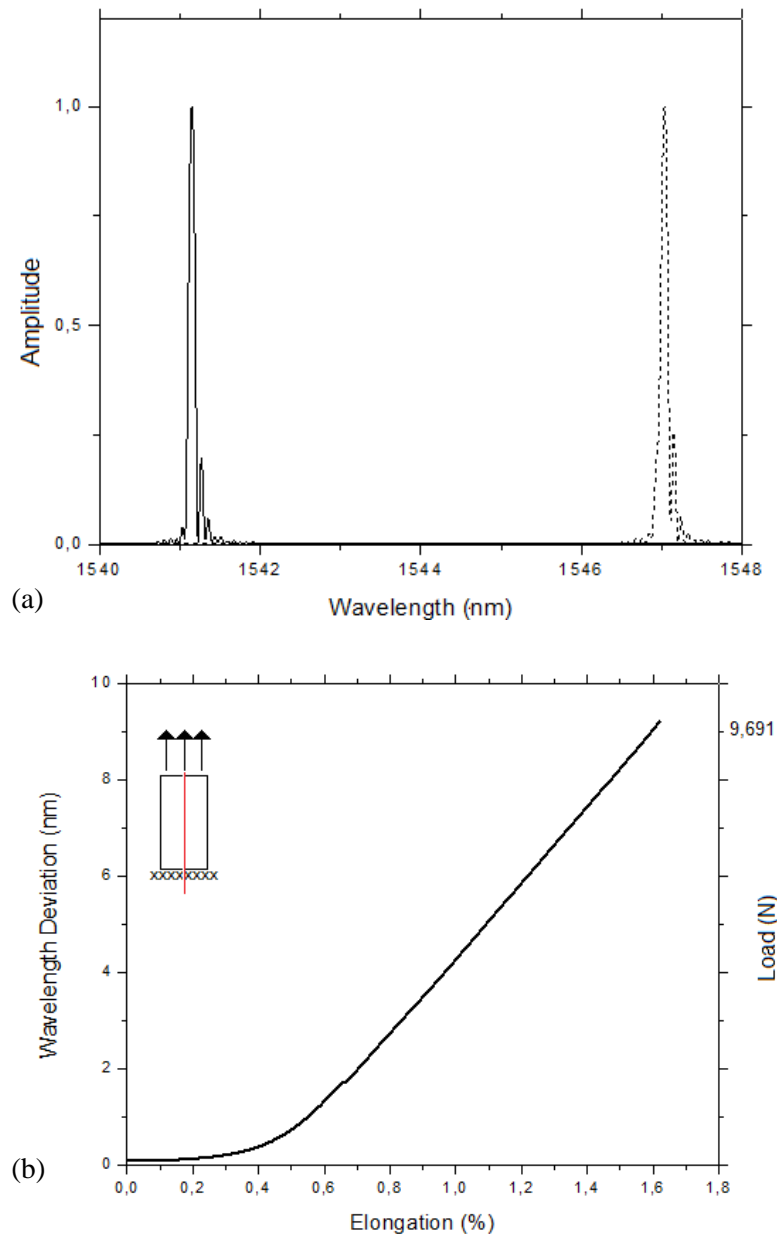 1,0
0,5
0,0
Amplitude
1540 1542 1544 1546 1548
Wavelength (nm)
(a)
10
8
6
4
2
0
Wavelength Deviation (nm)
xxxxxxxx
9,691
Load (N)
0,0 0,2 0,4 0,6 0,8 1,0 1,2 1,4 1,6 1,8
Elongation (%)
(b)